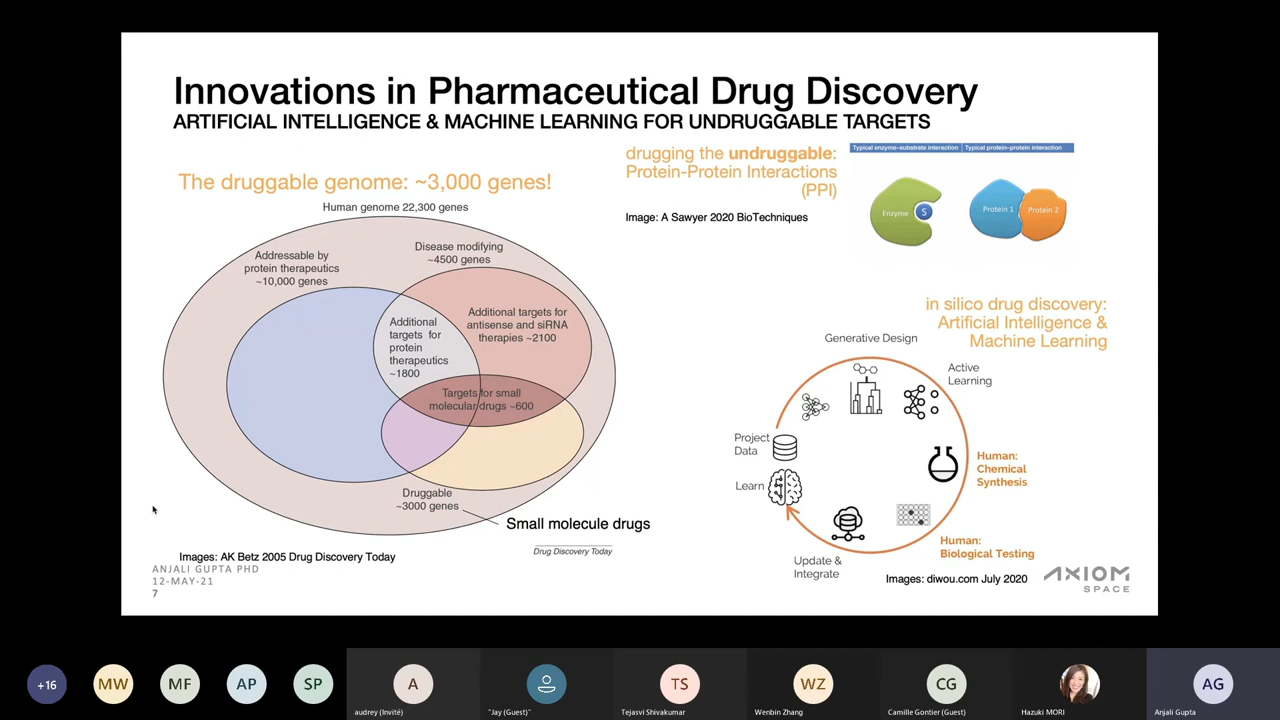 Innovations in Pharmaceutical Drug Discovery
ARTIFICIAL INTELLIGENCE & MACHINE LEARNING FOR UNDRUGGABLE TARGETS
The druggable genome: ~3,000 genes!
Human genome 22,300 genes
Addressable by
protein therapeutics
~10,000 genes
Disease modifying
~4500 genes
Additional
targets for
protein
therapeutics
~1800
Additional targets for
antisense and siRNA
therapies ~2100
Targets for small
molecular drugs ~600
Druggable
~3000 genes
Small molecule drugs
Drug Discovery Today
Images: AK Betz 2005 Drug Discovery Today
drugging the undruggable:
Protein-Protein Interactions
(PPI)
Image: A Sawyer 2020 BioTechniques
Typical enzyme-substrate interaction
Typical protein-protein interaction
Enzyme
S
Protein 1
Protein 2
in silico drug discovery:
Artificial Intelligence &
Machine Learning
Generative Design
Active
Learning
Human:
Chemical
Synthesis
Human:
Biological Testing
Update &
Integrate
Learn
Project
Data
Images: diwou.com July 2020
ANJALI GUPTA PHD
12-MAY-21
7
AXIOM
SPACE
+16
MW
MF
AP
SP
A
audrey (Invité)
"Jay (Guest)"
TS
Tejasvi Shivakumar
WZ
Wenbin Zhang
CG
Camille Gontier (Guest)
Hazuki MORI
AG
Anjali Gupta